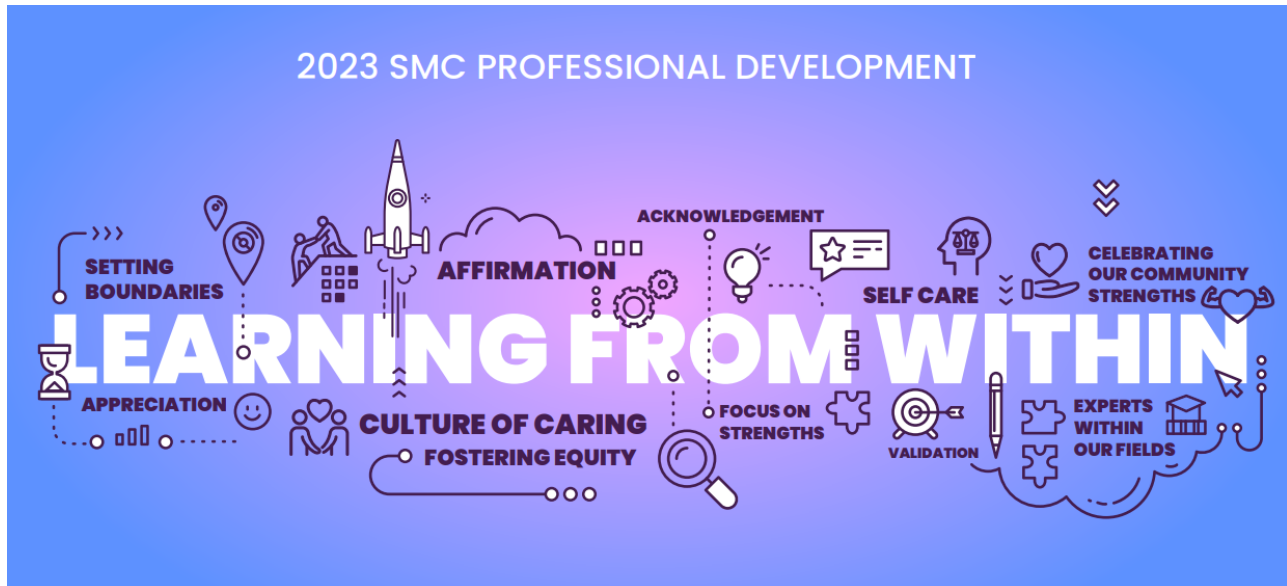 2023 SMC PROFESSIONAL DEVELOPMENT
SETTING
BOUNDARIES
AFFIRMATION
ACKNOWLEDGEMENT
SELF CARE
CELEBRATING
OUR COMMUNITY
STRENGTHS
LEARNING FROM WITHIN
APPRECIATION
CULTURE OF CARING
FOSTERING EQUITY
FOCUS ON
STRENGTHS
VALIDATION
EXPERTS
WITHIN
OUR FIELDS